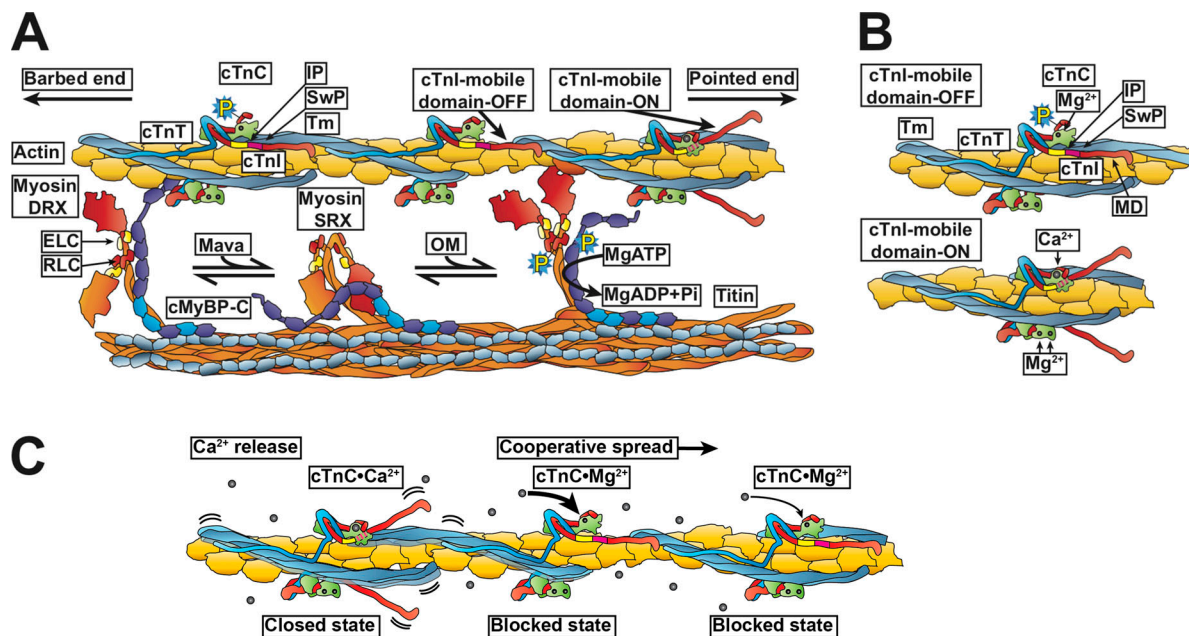 A
Barbed end
cTnC
P
IP
SwP
Tm
cTnT
cTnI
Actin
cTnI-mobile
domain-OFF
cTnI-mobile
domain-ON
Pointed end
Myosin
DRX
ELC
RLC
Mava
cMyBP-C
Myosin
SRX
OM
P
P
MgATP
MgADP+Pi
Titin
B
cTnI-mobile
domain-OFF
cTnC
Mg²⁺
P
IP
SwP
Tm
cTnT
cTnI
MD
cTnI-mobile
domain-ON
Ca²⁺
Mg²⁺
C
Ca²⁺ release
Cooperative spread
cTnC•Ca²⁺
cTnC•Mg²⁺
cTnC•Mg²⁺
Closed state
Blocked state
Blocked state